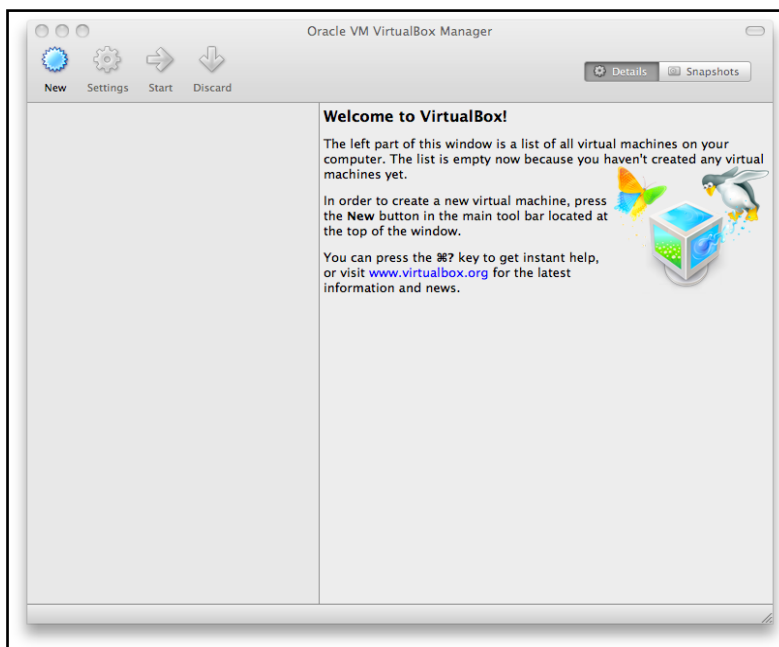 Oracle VM VirtualBox Manager
New
Settings
Start
Discard
Details
Snapshots
Welcome to VirtualBox!
The left part of this window is a list of all virtual machines on your
computer. The list is empty now because you haven't created any virtual
machines yet.
In order to create a new virtual machine, press
the New button in the main tool bar located at
the top of the window.
You can press the ⌘? key to get instant help,
or visit www.virtualbox.org for the latest
information and news.